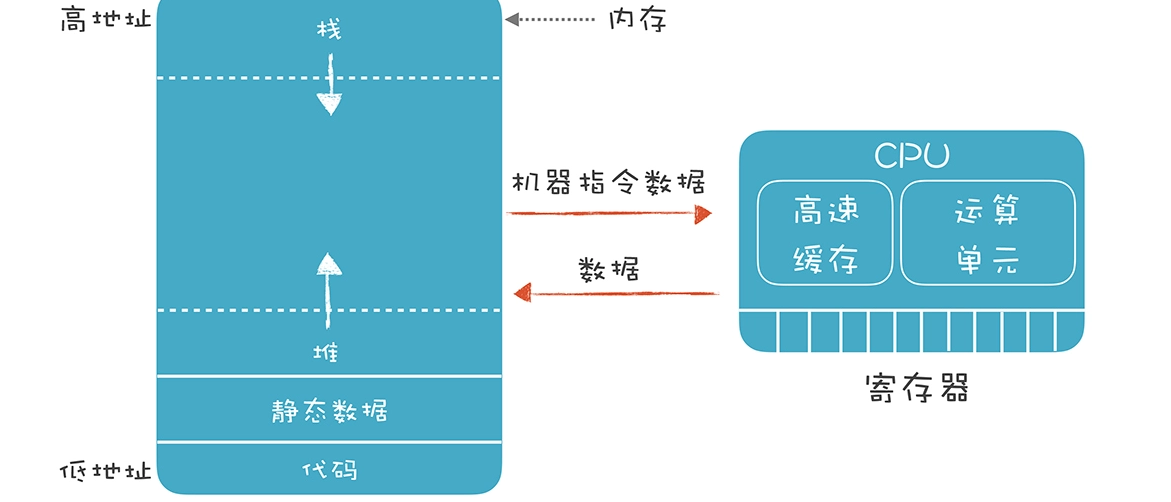 高地址
栈
内存
机器指令数据
数据
CPU
高速
缓存
运算
单元
寄存器
堆
静态数据
低地址
代码